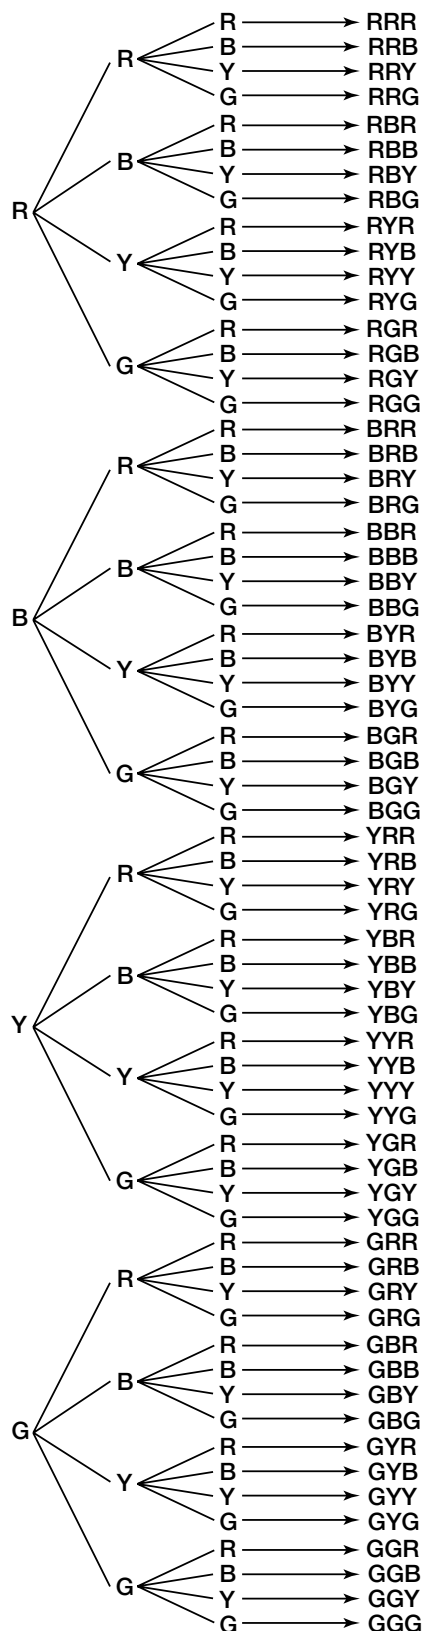 R → RRR
B → RRB
R
Y → RRY
G → RRG
R → RBR
B → RBB
B
Y → RBY
G → RBG
R
R → RYR
B → RYB
Y
Y → RYY
G → RYG
R → RGR
B → RGB
G
Y → RGY
G → RGG
R → BRR
B → BRB
R
Y → BRY
G → BRG
R → BBR
B → BBB
B
Y → BBY
G → BBG
B
R → BYR
B → BYB
Y
Y → BYY
G → BYG
R → BGR
B → BGB
G
Y → BGY
G → BGG
R → YRR
B → YRB
R
Y → YRY
G → YRG
R → YBR
B → YBB
B
Y → YBY
G → YBG
Y
R → YYR
B → YYB
Y
Y → YYY
G → YYG
R → YGR
B → YGB
G
Y → YGY
G → YGG
R → GRR
B → GRB
R
Y → GRY
G → GRG
R → GBR
B → GBB
B
Y → GBY
G → GBG
G
R → GYR
B → GYB
Y
Y → GYY
G → GYG
R → GGR
B → GGB
G
Y → GGY
G → GGG